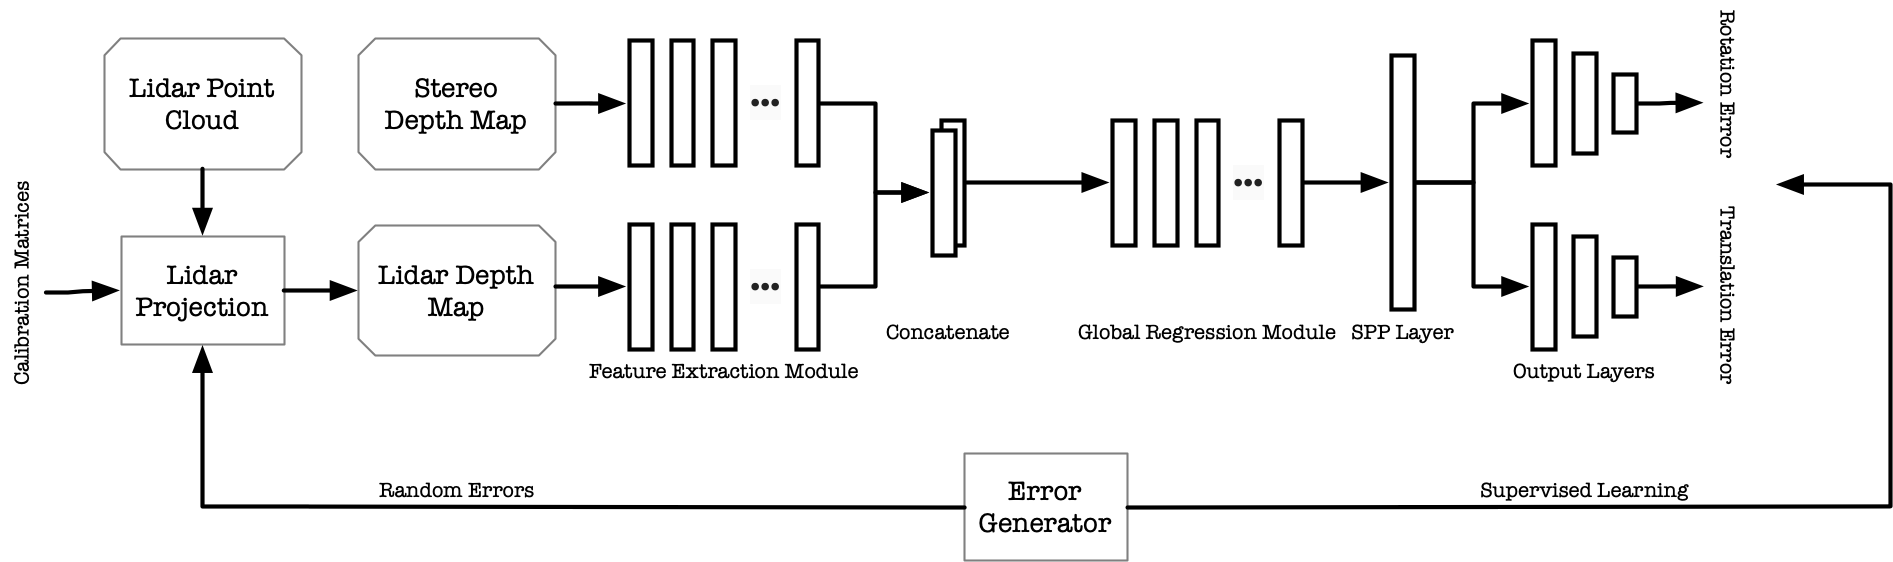 Lidar Point
Cloud
Stereo
Depth Map
Rotation Error
Calibration Matrices
Lidar
Projection
Lidar Depth
Map
Translation Error
Concatenate
Global Regression Module
SPP Layer
Feature Extraction Module
Output Layers
Random Errors
Error
Generator
Supervised Learning